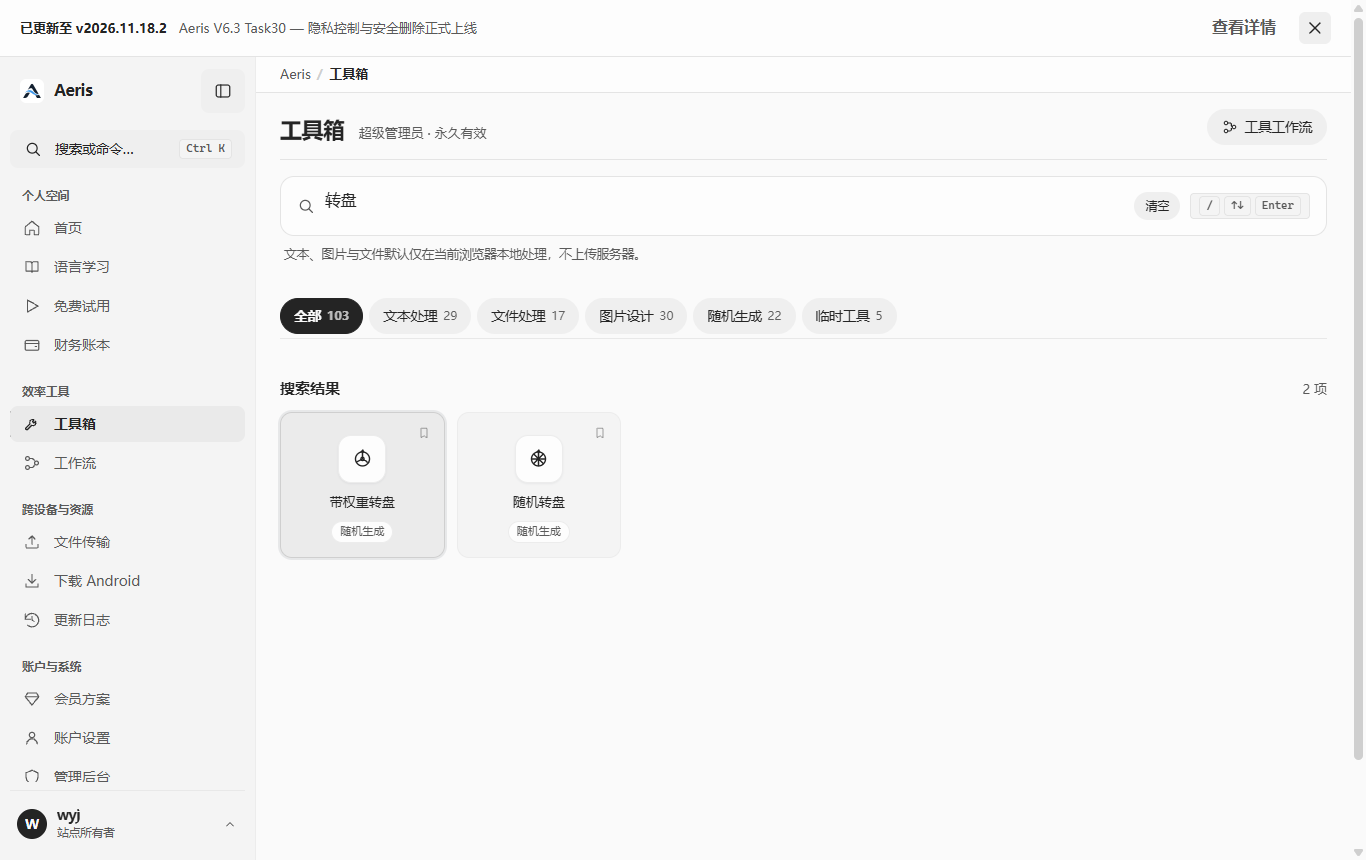 已更新至 v2026.11.18.2 Aeris V6.3 Task30 — 隐私控制与安全删除正式上线 查看详情
Aeris
搜索或命令... Ctrl K
个人空间
首页
语言学习
免费试用
财务账本
效率工具
工具箱
工作流
跨设备与资源
文件传输
下载 Android
更新日志
账户与系统
会员方案
账户设置
管理后台
W wyj
站点所有者
Aeris / 工具箱
工具箱 超级管理员 · 永久有效 工具工作流
转盘 清空 / ↑↓ Enter
文本、图片与文件默认仅在当前浏览器本地处理，不上传服务器。
全部 103 文本处理 29 文件处理 17 图片设计 30 随机生成 22 临时工具 5
搜索结果 2 项
带权重转盘
随机生成
随机转盘
随机生成